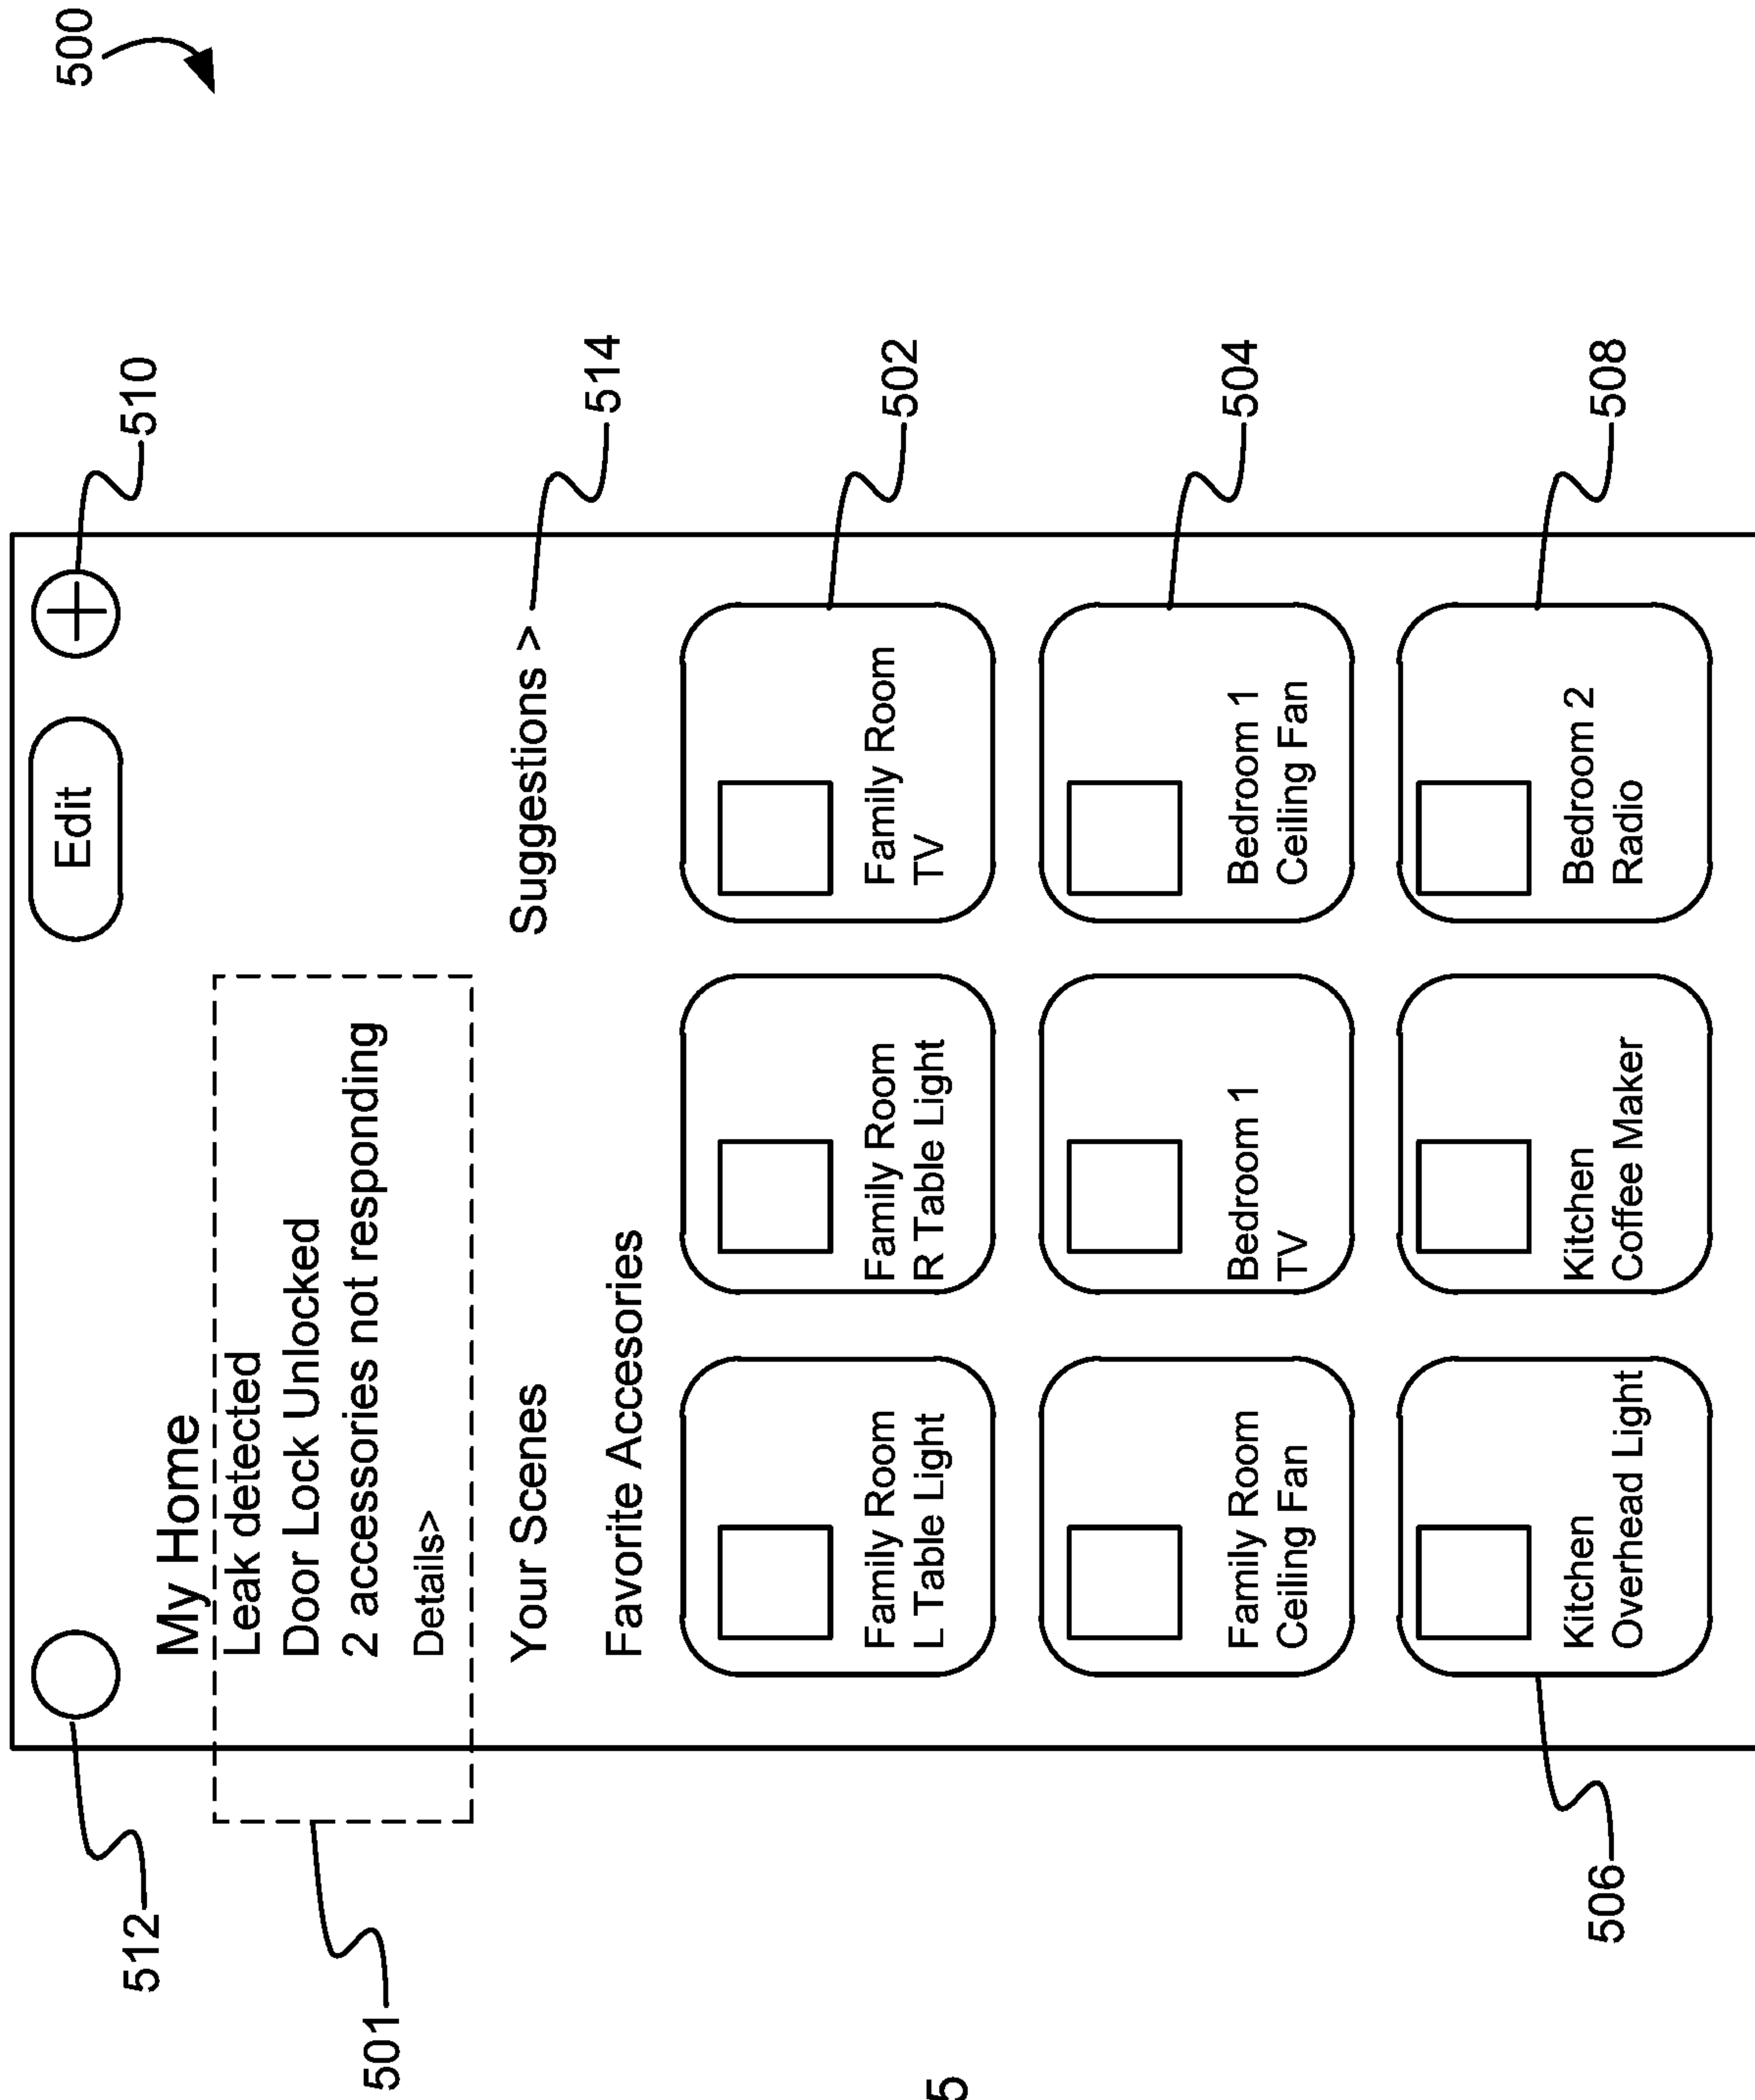 500
Edit
510
512
My Home
Leak detected
Door Lock Unlocked
2 accessories not responding
Details>
501
Your Scenes
Suggestions >
514
Favorite Accesories
Family Room
L Table Light
Family Room
R Table Light
Family Room
TV
502
Family Room
Ceiling Fan
Bedroom 1
TV
Bedroom 1
Ceiling Fan
504
Kitchen
Overhead Light
Kitchen
Coffee Maker
Bedroom 2
Radio
508
506
5